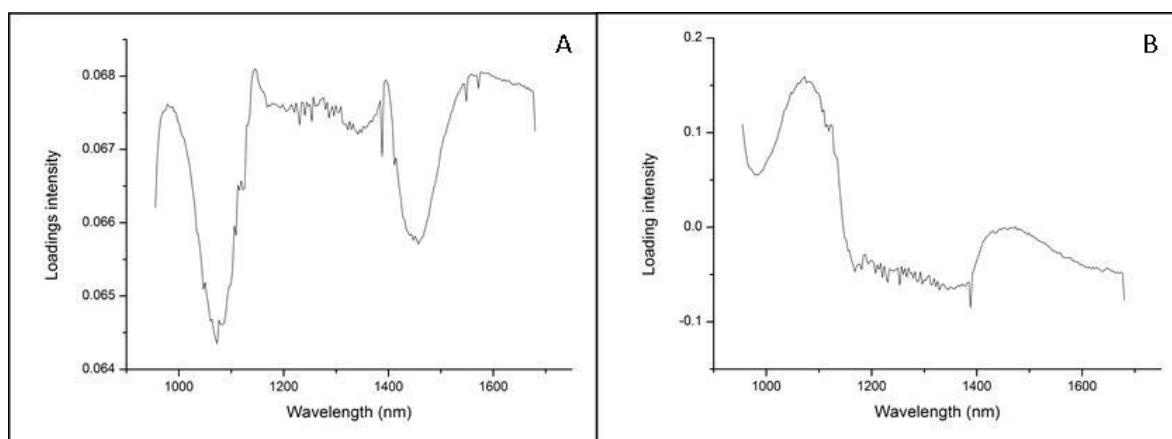 A
Loadings intensity
0.068
0.067
0.066
0.065
0.064
1000 1200 1400 1600
Wavelength (nm)
B
Loading intensity
0.2
0.1
0.0
-0.1
1000 1200 1400 1600
Wavelength (nm)